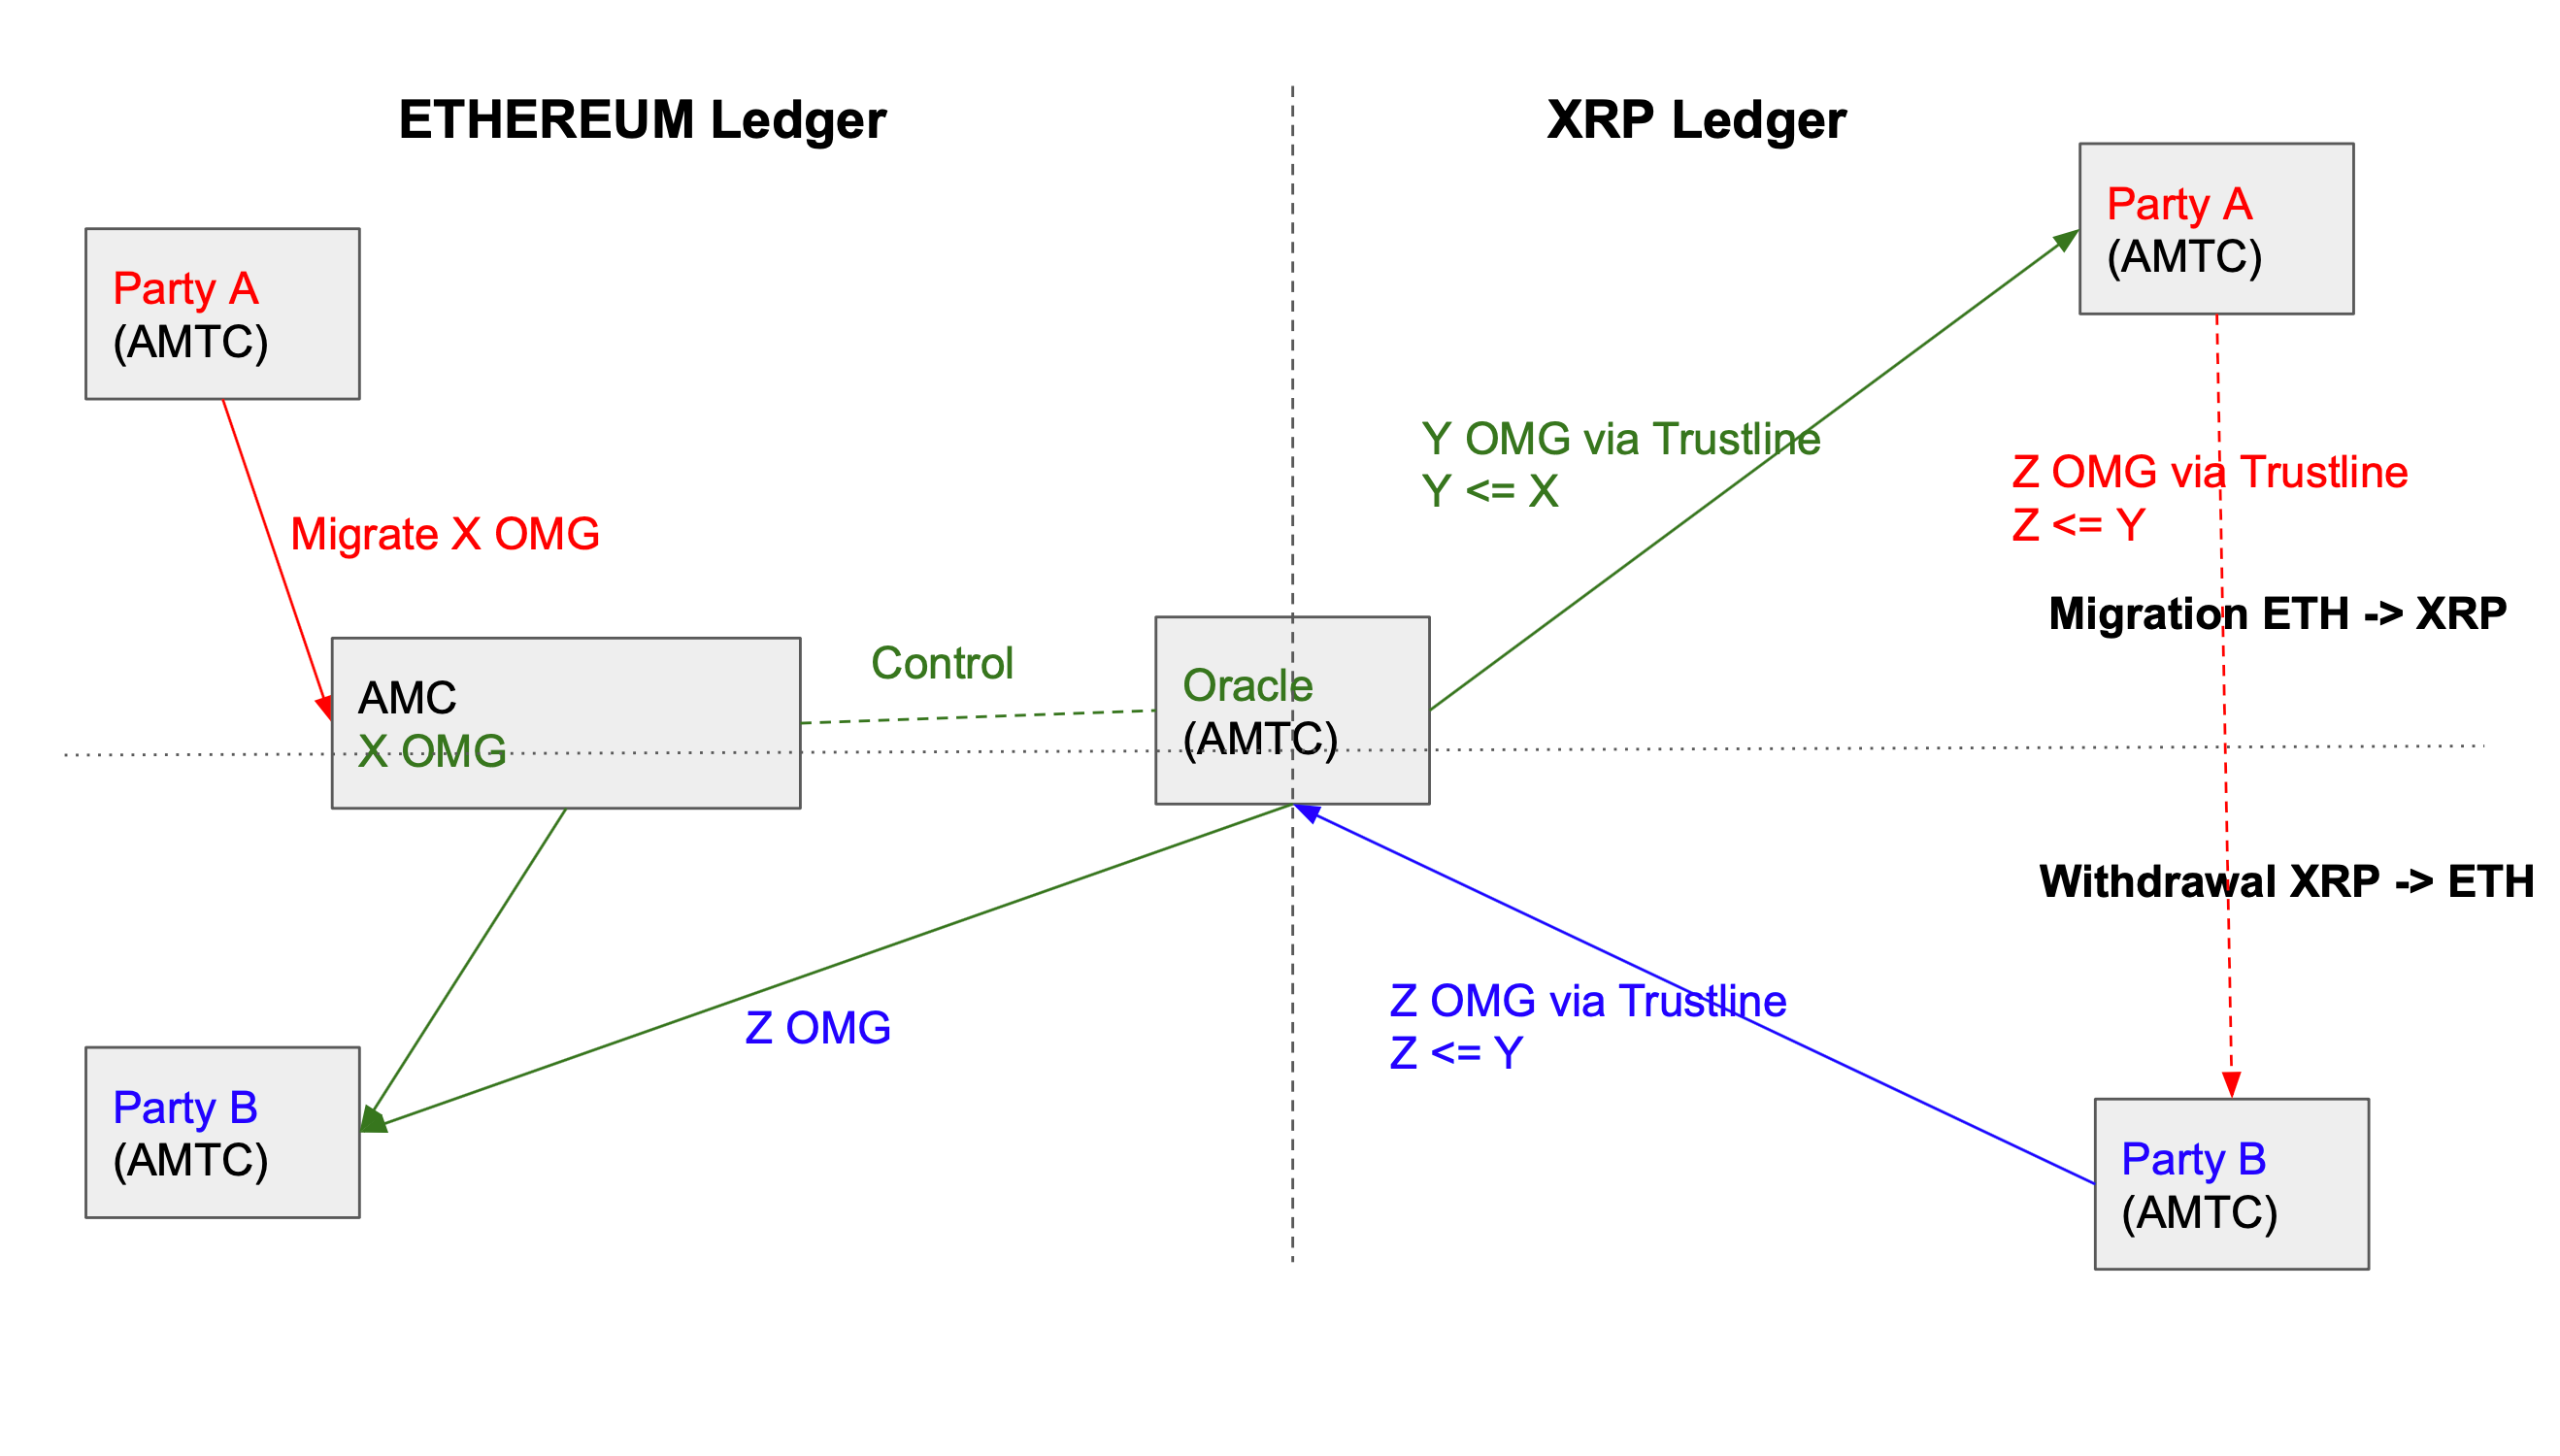 ETHEREUM Ledger
XRP Ledger
Party A
(AMTC)
Party A
(AMTC)
Migrate X OMG
Y OMG via Trustline
Y <= X
Z OMG via Trustline
Z <= Y
Migration ETH -> XRP
AMC
X OMG
Control
Oracle
(AMTC)
Withdrawal XRP -> ETH
Z OMG
Z OMG via Trustline
Z <= Y
Party B
(AMTC)
Party B
(AMTC)